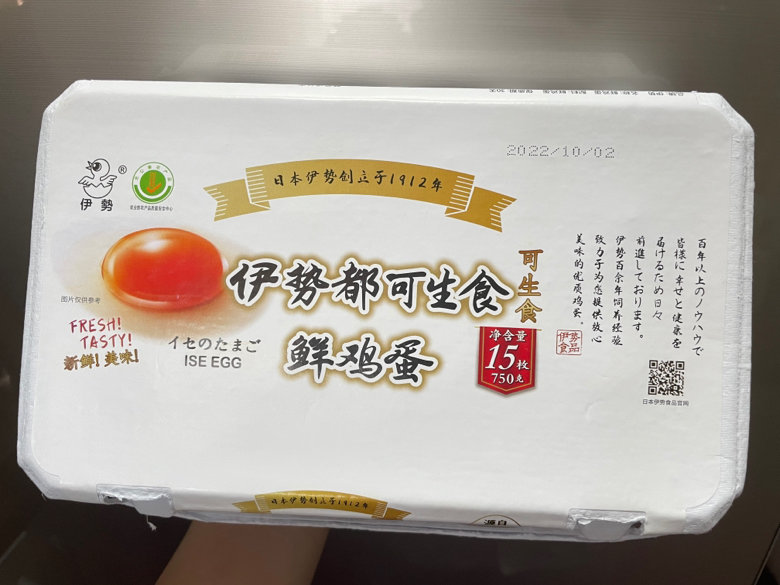 2022/10/02
日本伊势创立于1912年
伊勢
®
伊勢都可生食
鲜鸡蛋
可生食
图片仅供参考
FRESH!
TASTY!
新鲜!美味!
イセのたまご
ISE EGG
净含量
15枚
750克
百年以上のノウハウで
皆様に幸せと健康を
届けるため日々
前進しております。
伊势百余年饲养经验
致力于为您提供放心
美味的优质鸡蛋。
伊勢
食品
日本伊势食品官网
日本伊势创立于1912年
源自